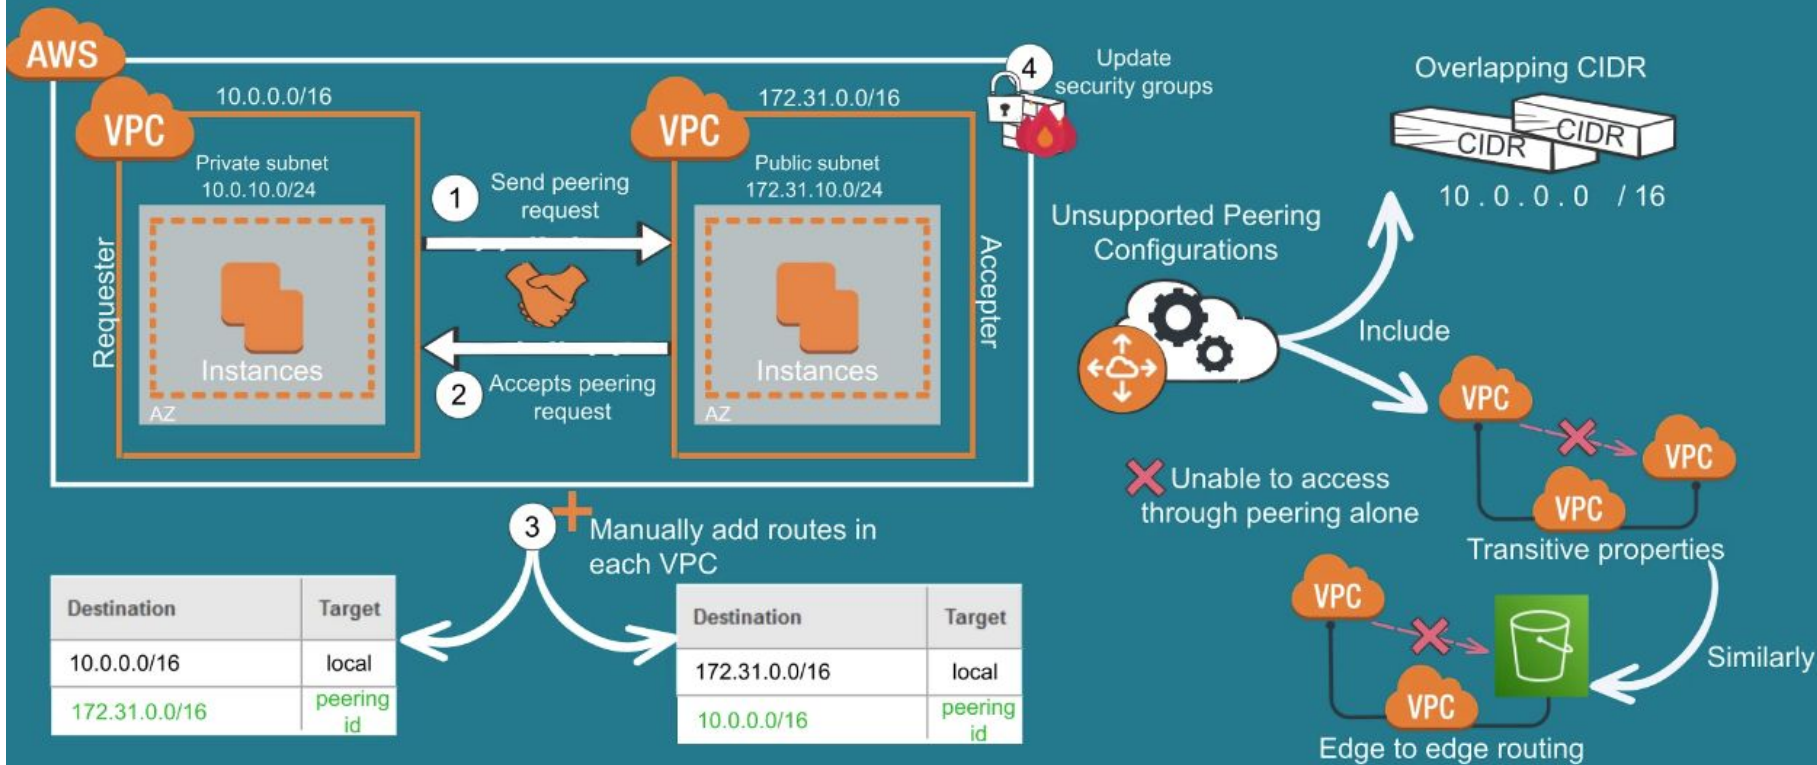 AWS
VPC
10.0.0.0/16
Private subnet
10.0.10.0/24
Requester
Instances
AZ
1
Send peering
request
2
Accepts peering
request
VPC
172.31.0.0/16
Public subnet
172.31.10.0/24
Accepter
Instances
AZ
4
Update
security groups
3
Manually add routes in
each VPC
Destination Target
10.0.0.0/16 local
172.31.0.0/16 peering
id
Destination Target
172.31.0.0/16 local
10.0.0.0/16 peering
id
Unsupported Peering
Configurations
Include
Overlapping CIDR
CIDR
CIDR
10.0.0.0 /16
Unable to access
through peering alone
VPC
VPC
VPC
Transitive properties
Similarly
VPC
VPC
Edge to edge routing